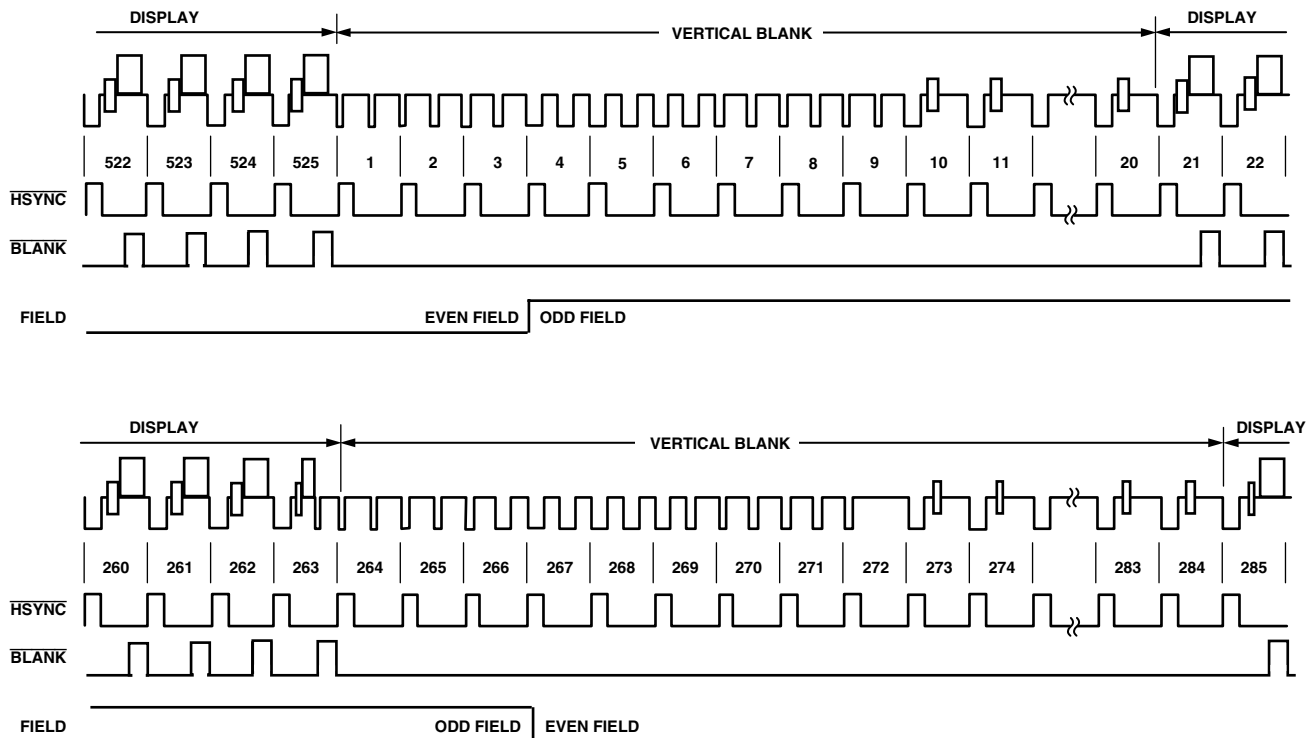 DISPLAY VERTICAL BLANK DISPLAY
522 523 524 525 1 2 3 4 5 6 7 8 9 10 11 20 21 22
HSYNC
BLANK
FIELD EVEN FIELD ODD FIELD
DISPLAY VERTICAL BLANK DISPLAY
260 261 262 263 264 265 266 267 268 269 270 271 272 273 274 283 284 285
HSYNC
BLANK
FIELD ODD FIELD EVEN FIELD